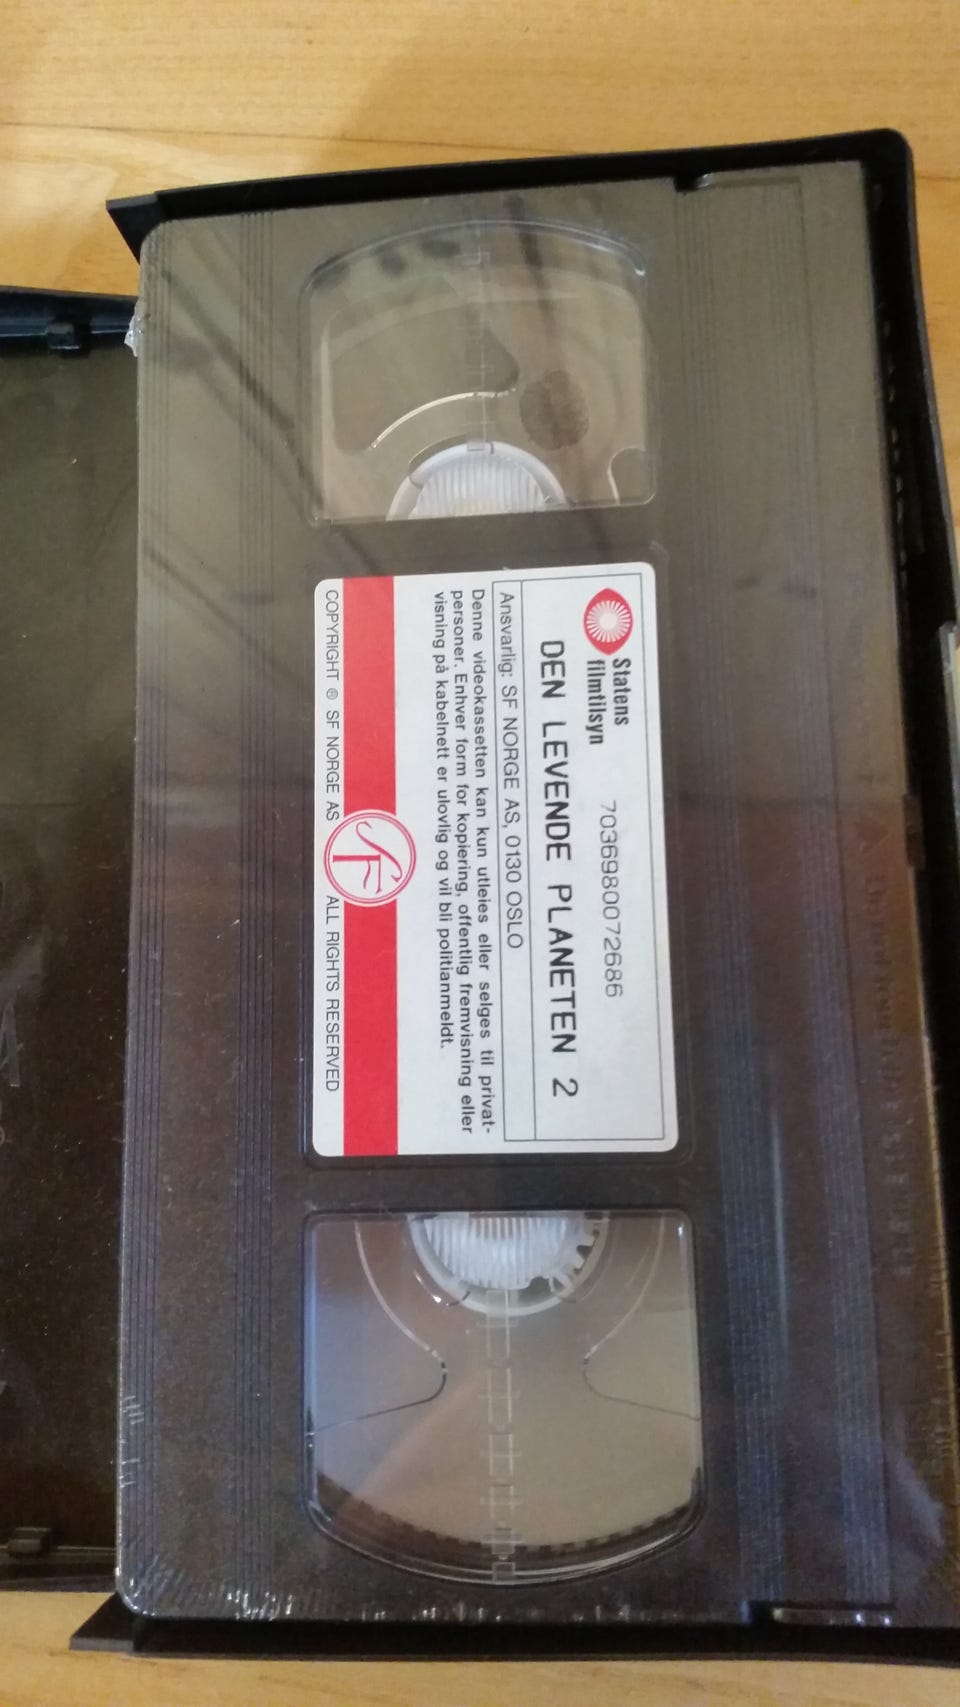 Statens
filmtilsyn
7036980072686
DEN LEVENDE PLANETEN 2
Ansvarlig: SF NORGE AS, 0130 OSLO
Denne videokassetten kan kun utleies eller selges til privat-
personer. Enhver form for kopiering, offentlig fremvisning eller
visning på kabelnett er ulovlig og vil bli politianmeldt.
COPYRIGHT ® SF NORGE AS SF ALL RIGHTS RESERVED